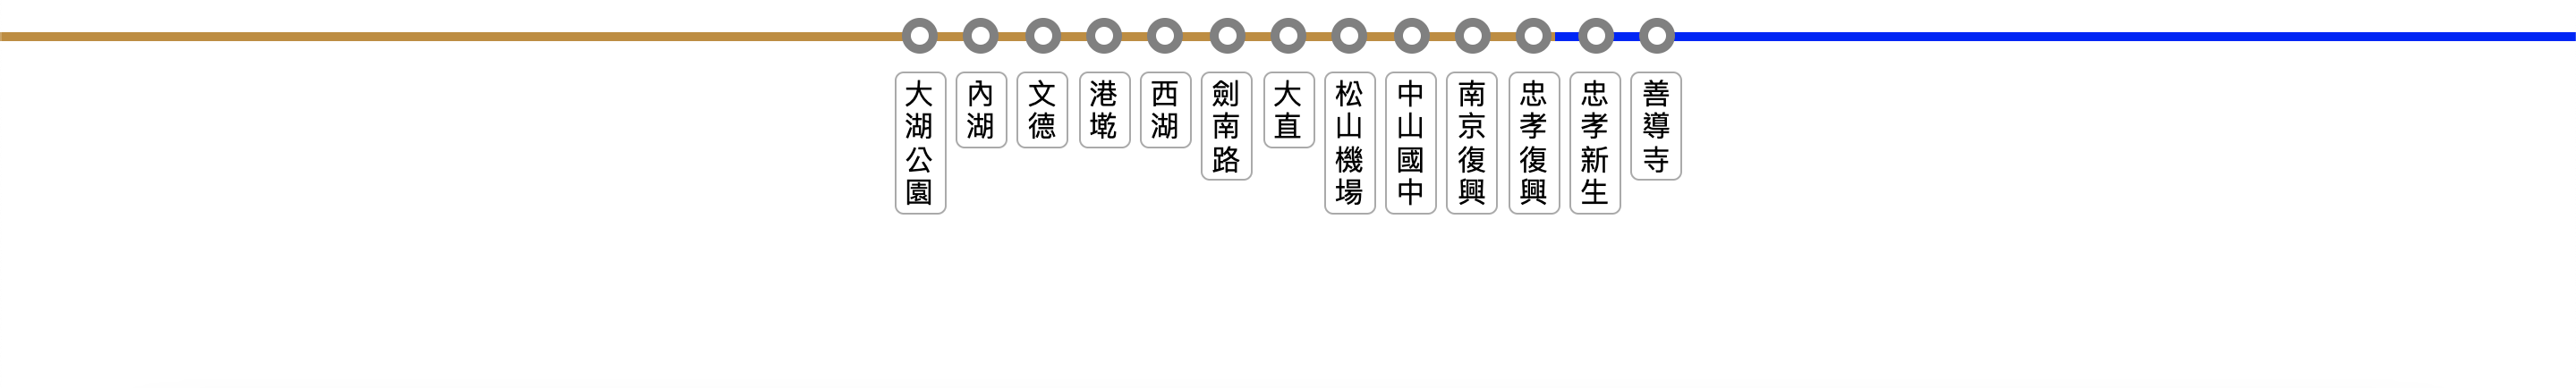 大湖公園
內湖
文德
港墘
西湖
劍南路
大直
松山機場
中山國中
南京復興
忠孝復興
忠孝新生
善導寺